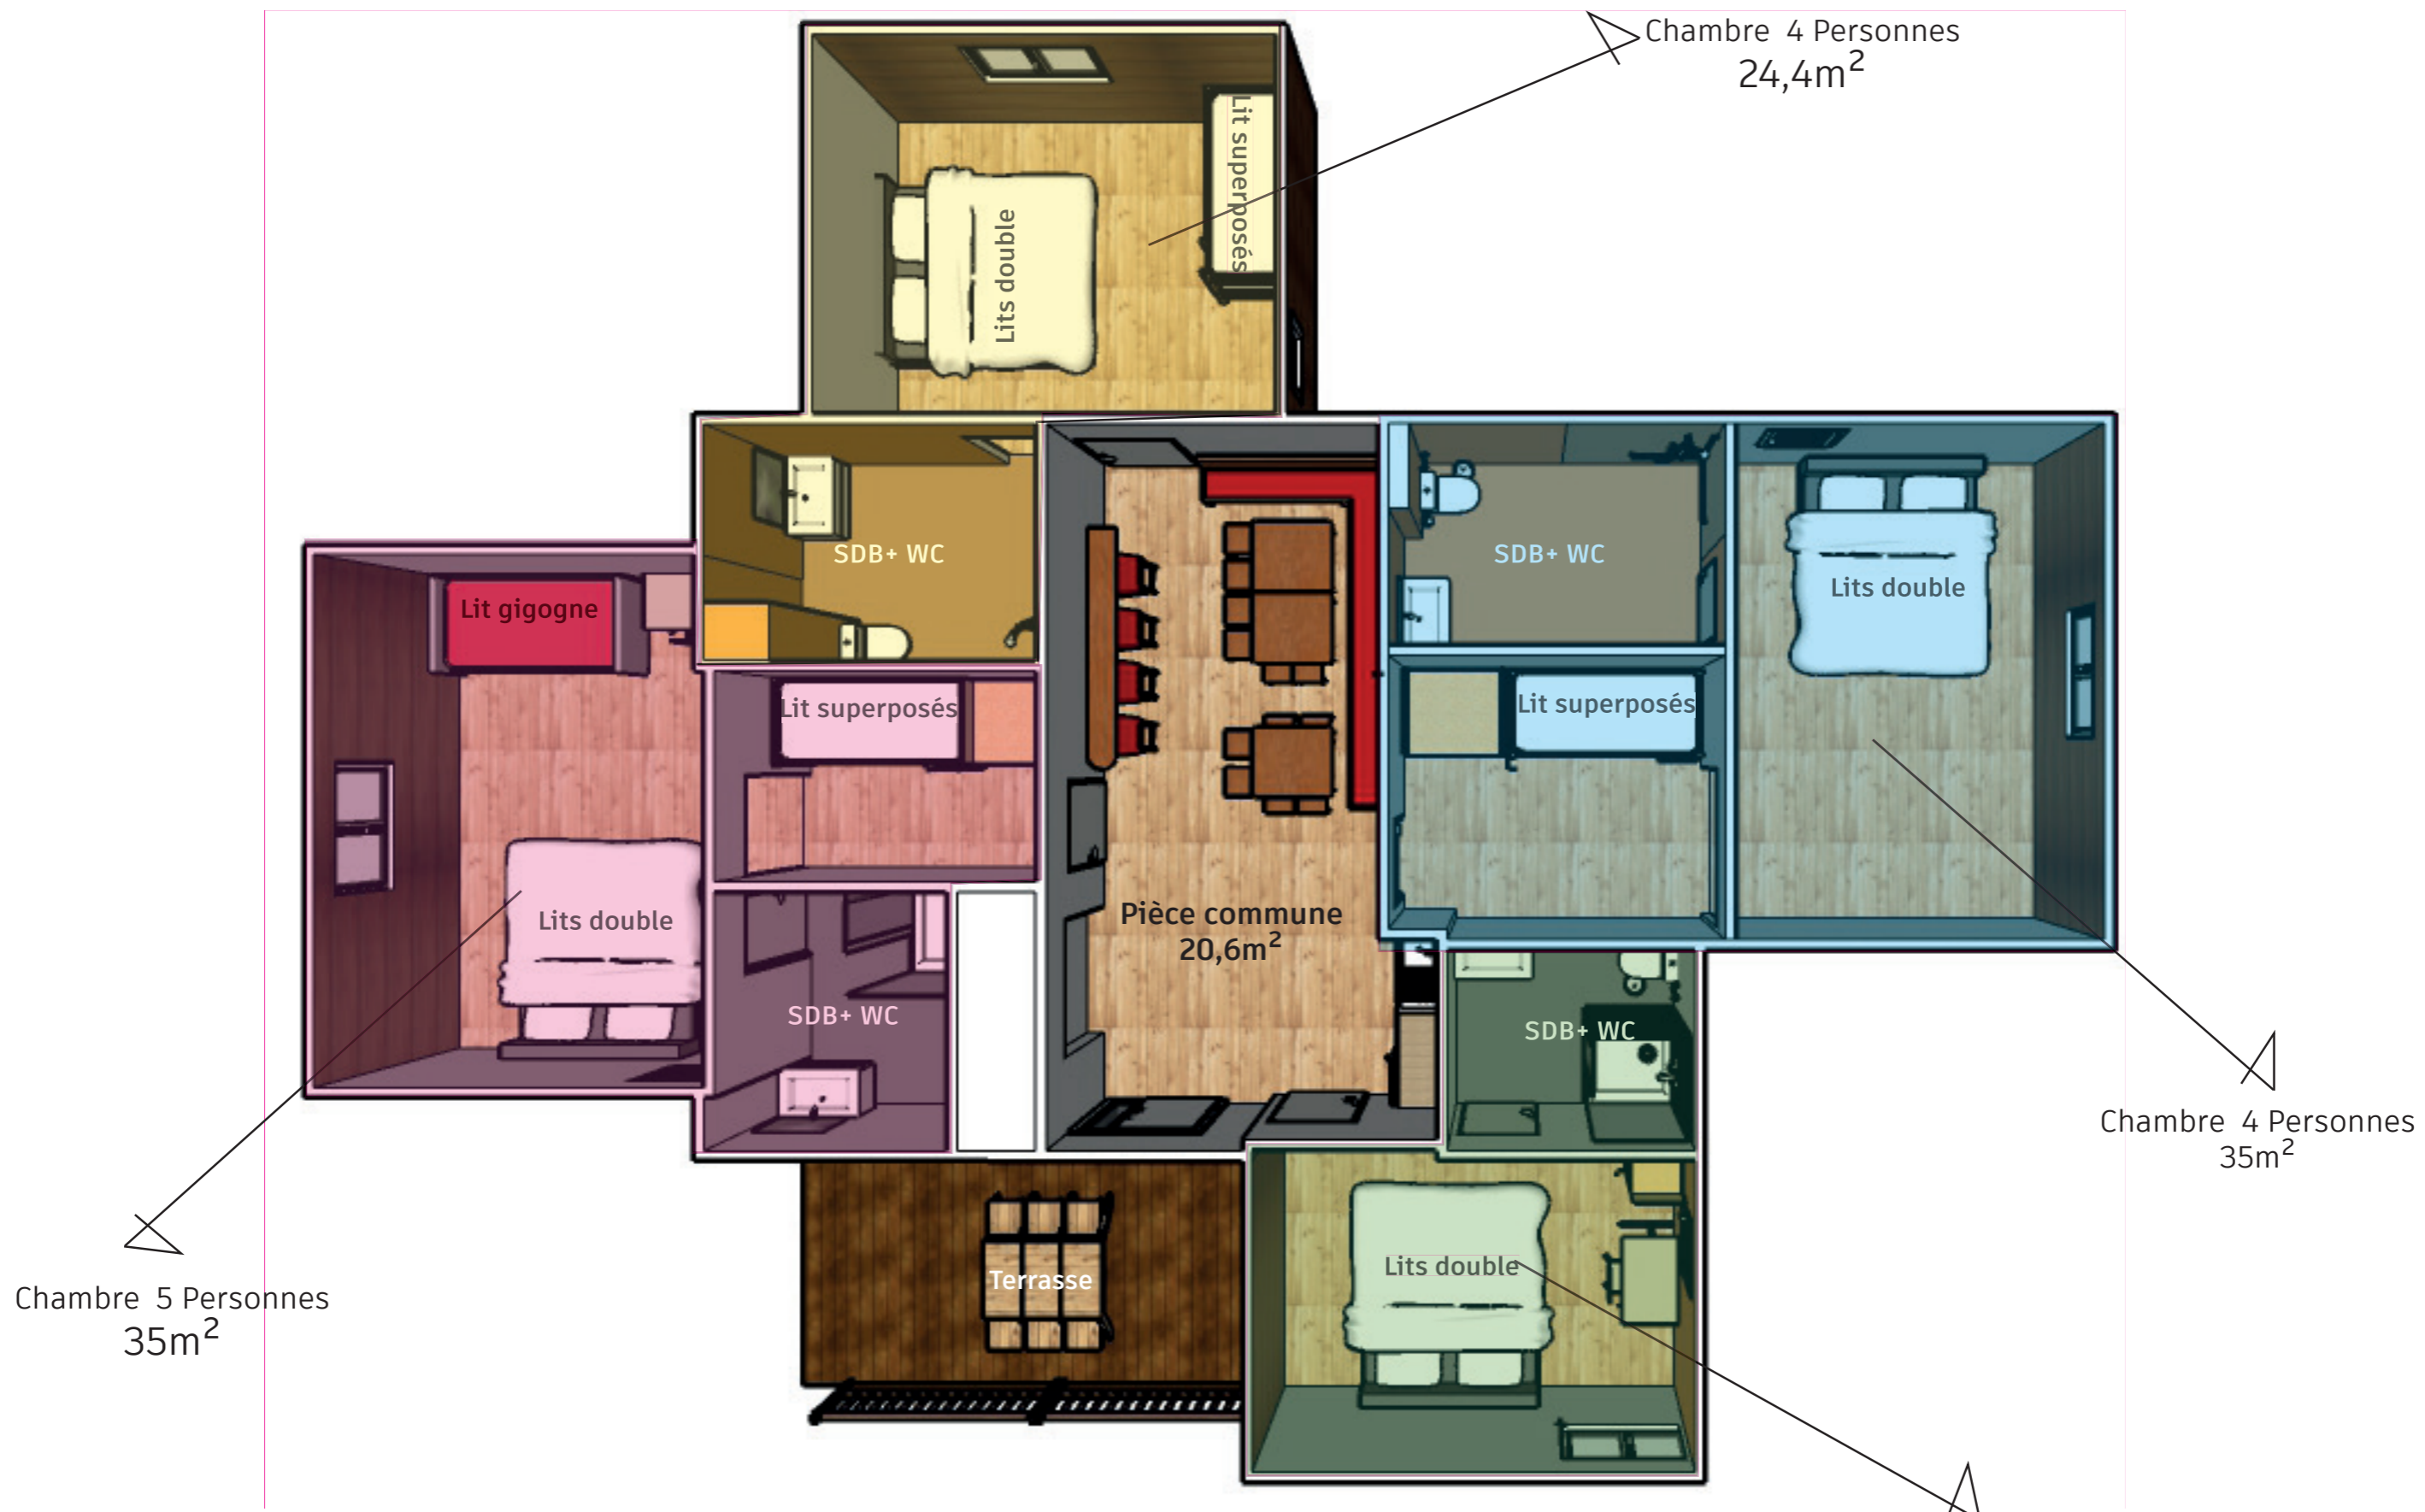 Chambre  4 Personnes
24,4m²
Lit superposés
Lits double
SDB+ WC
SDB+ WC
Lits double
Lit gigogne
Lit superposés
Lit superposés
Lits double
Pièce commune
20,6m²
SDB+ WC
SDB+ WC
Chambre  4 Personnes
35m²
Lits double
Terrasse
Chambre  5 Personnes
35m²